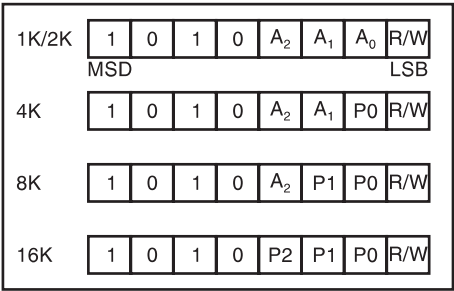 1K/2K 1 0 1 0 A₂ A₁ A₀ R/W
MSD LSB
4K 1 0 1 0 A₂ A₁ P0 R/W
8K 1 0 1 0 A₂ P1 P0 R/W
16K 1 0 1 0 P2 P1 P0 R/W